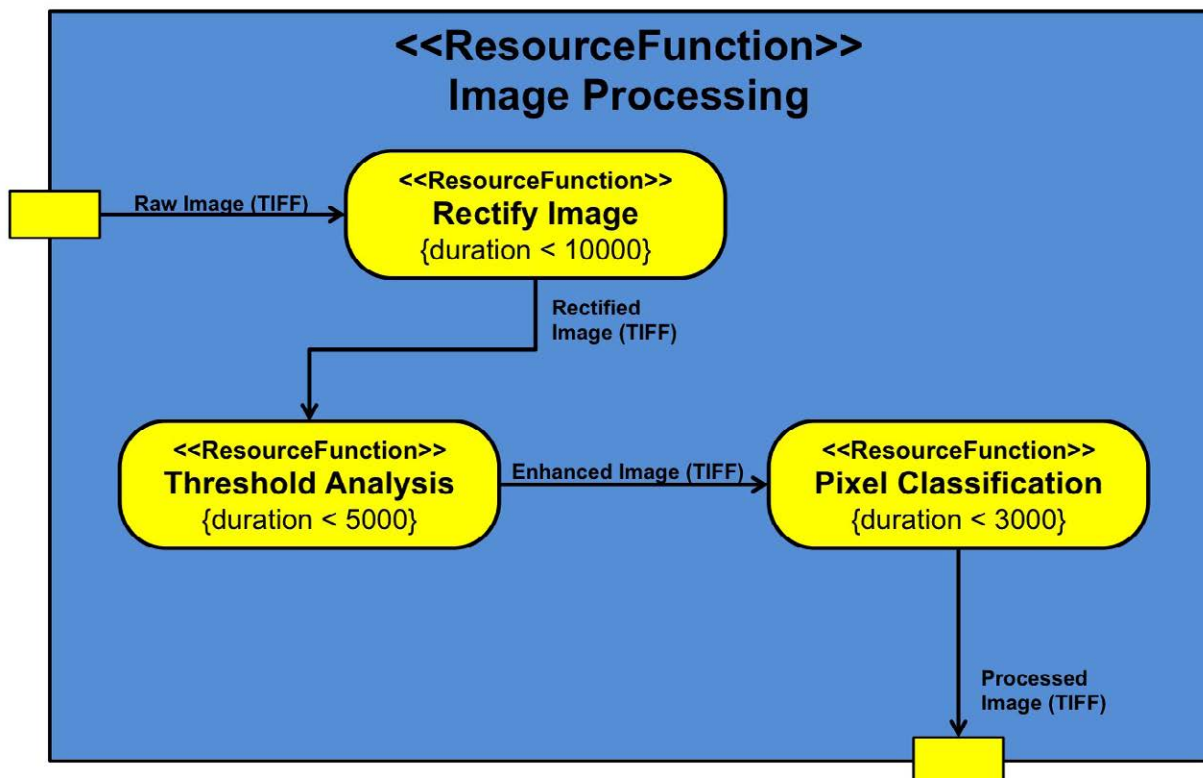 <<ResourceFunction>>
Image Processing
Raw Image (TIFF)
<<ResourceFunction>>
Rectify Image
{duration < 10000}
Rectified
Image (TIFF)
<<ResourceFunction>>
Threshold Analysis
{duration < 5000}
Enhanced Image (TIFF)
<<ResourceFunction>>
Pixel Classification
{duration < 3000}
Processed
Image (TIFF)